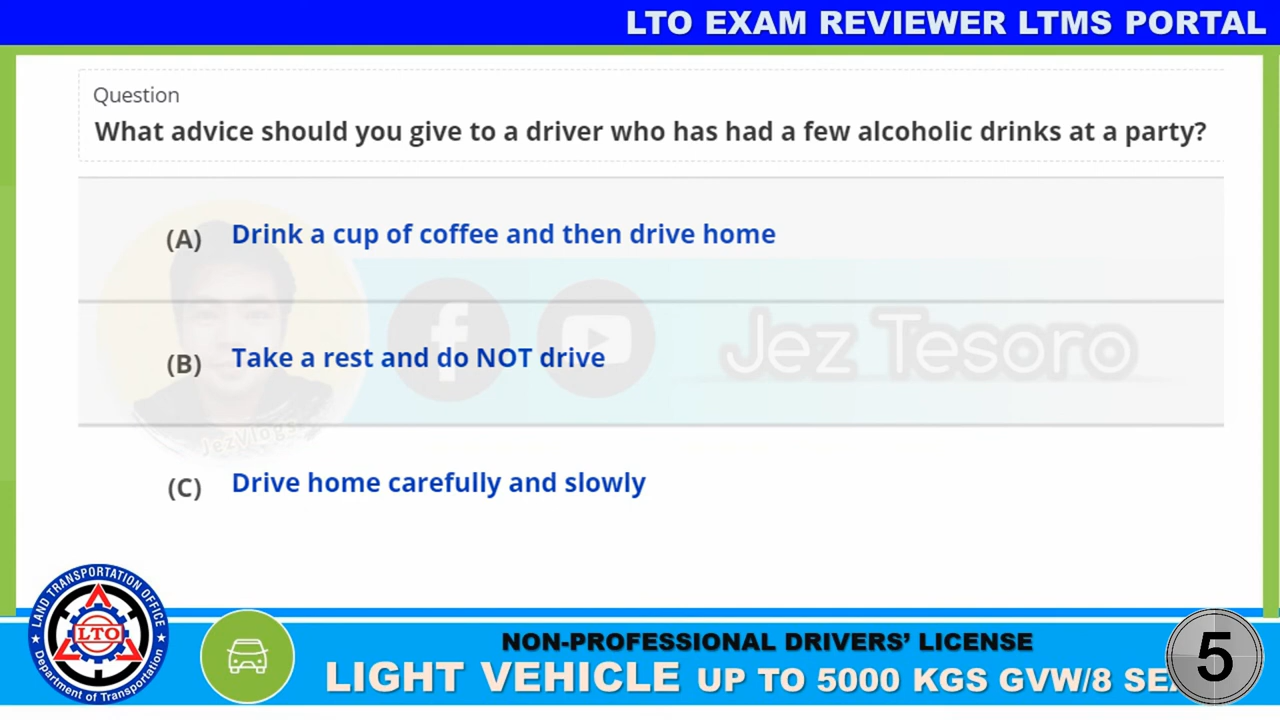 LTO EXAM REVIEWER LTMS PORTAL
Question
What advice should you give to a driver who has had a few alcoholic drinks at a party?
(A) Drink a cup of coffee and then drive home
(B) Take a rest and do NOT drive
Jez Tesoro
JezVlogs
(C) Drive home carefully and slowly
LAND TRANSPORTATION OFFICE
LTO
Department of Transportation
NON-PROFESSIONAL DRIVERS' LICENSE
LIGHT VEHICLE UP TO 5000 KGS GVW/8
5